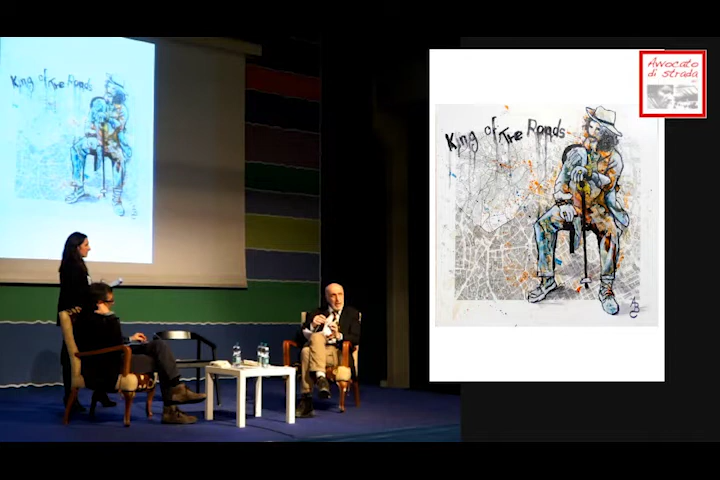 King of The Roads
King of The Roads
Avvocato
di strada